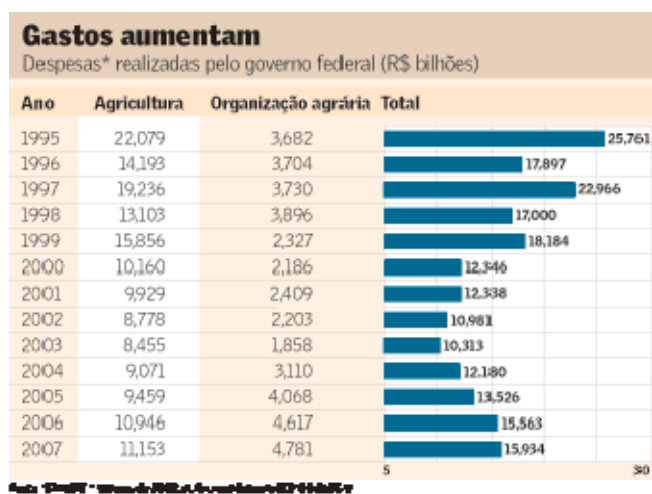 Gastos aumentam
Despesas* realizadas pelo governo federal (R$ bilhões)
Ano Agricultura Organização agrária Total
1995 22,079 3,682 25,761
1996 14,193 3,704 17,897
1997 19,236 3,730 22,966
1998 13,103 3,896 17,000
1999 15,856 2,327 18,184
2000 10,160 2,186 12,346
2001 9,929 2,409 12,338
2002 8,778 2,203 10,981
2003 8,455 1,858 10,313
2004 9,071 3,110 12,180
2005 9,459 4,068 13,526
2006 10,946 4,617 15,563
2007 11,153 4,781 15,934
5 30